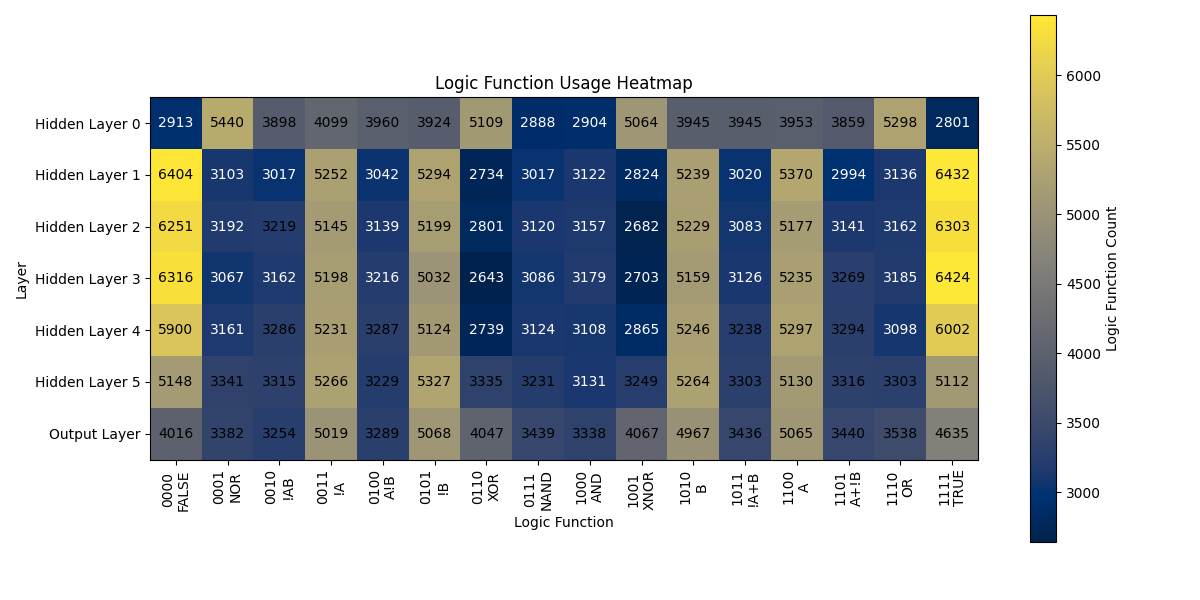 Logic Function Usage Heatmap
Layer
Hidden Layer 0 2913 5440 3898 4099 3960 3924 5109 2888 2904 5064 3945 3945 3953 3859 5298 2801
Hidden Layer 1 6404 3103 3017 5252 3042 5294 2734 3017 3122 2824 5239 3020 5370 2994 3136 6432
Hidden Layer 2 6251 3192 3219 5145 3139 5199 2801 3120 3157 2682 5229 3083 5177 3141 3162 6303
Hidden Layer 3 6316 3067 3162 5198 3216 5032 2643 3086 3179 2703 5159 3126 5235 3269 3185 6424
Hidden Layer 4 5900 3161 3286 5231 3287 5124 2739 3124 3108 2865 5246 3238 5297 3294 3098 6002
Hidden Layer 5 5148 3341 3315 5266 3229 5327 3335 3231 3131 3249 5264 3303 5130 3316 3303 5112
Output Layer 4016 3382 3254 5019 3289 5068 4047 3439 3338 4067 4967 3436 5065 3440 3538 4635
0000
FALSE
0001
NOR
0010
!AB
0011
!A
0100
A!B
0101
!B
0110
XOR
0111
NAND
1000
AND
1001
XNOR
1010
B
1011
!A+B
1100
A
1101
A+!B
1110
OR
1111
TRUE
Logic Function
6000
5500
5000
4500
4000
3500
3000
Logic Function Count